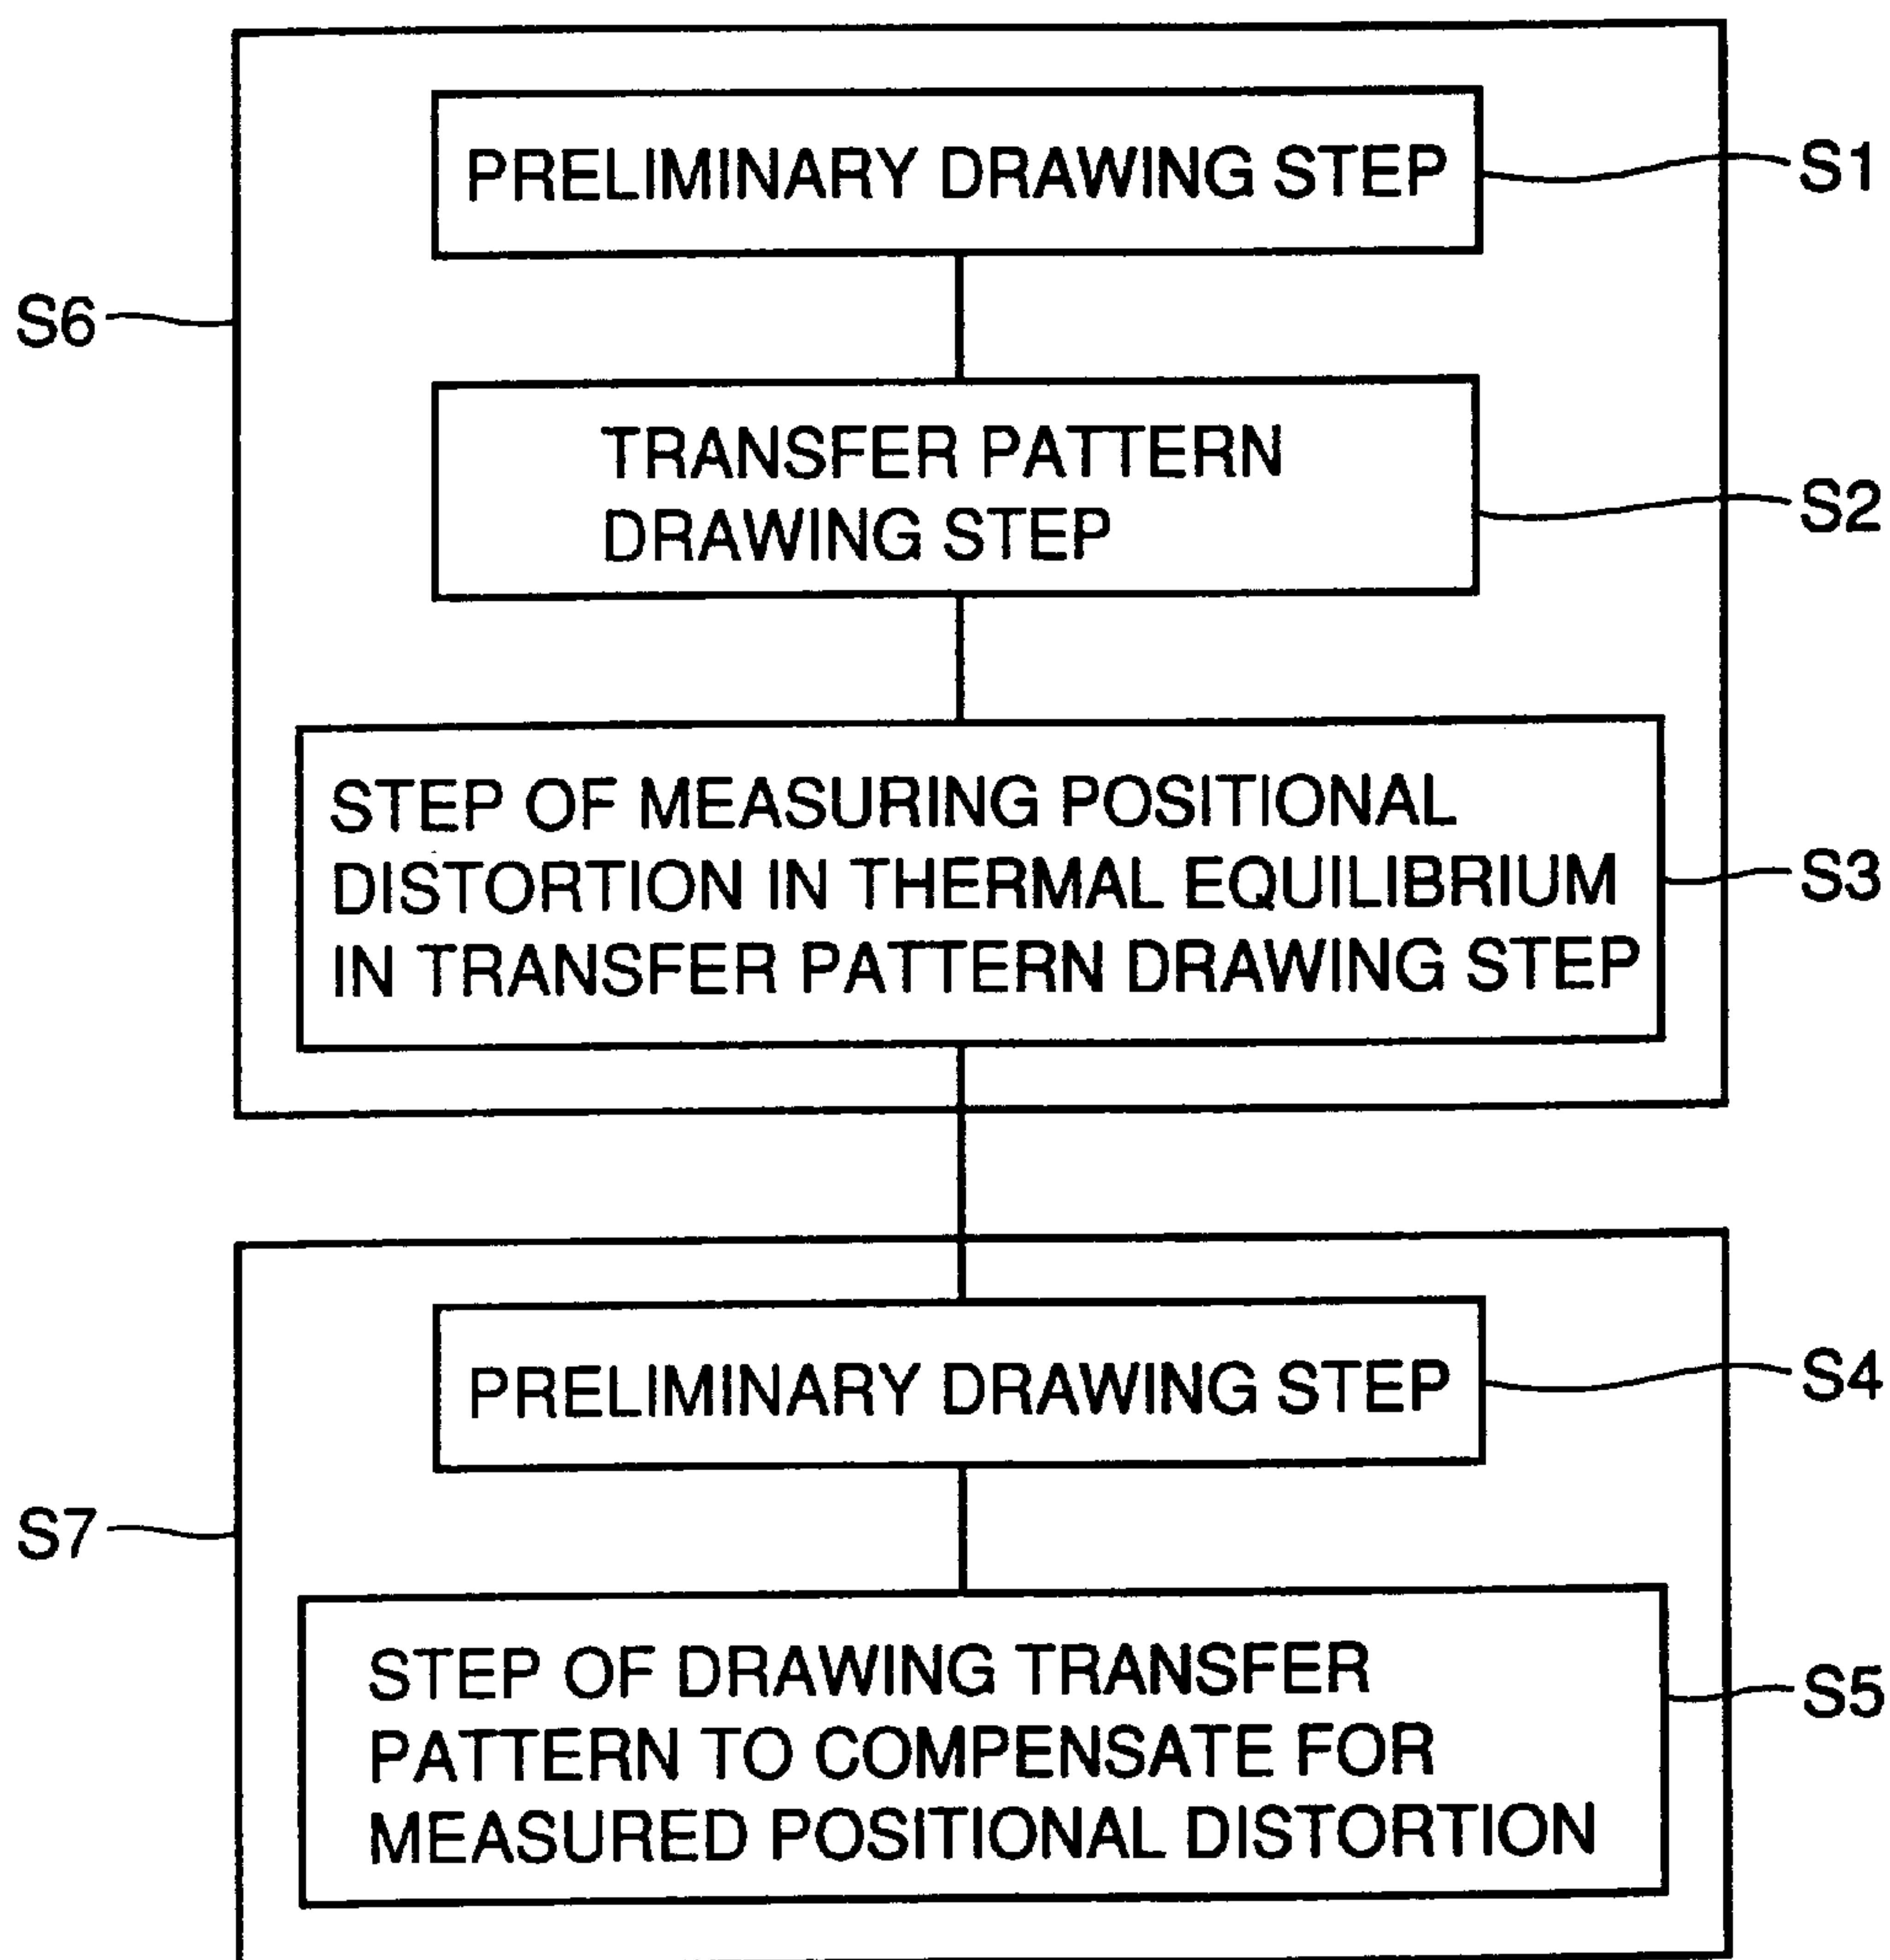 PRELIMINARY DRAWING STEP
S1
S6
TRANSFER PATTERN
DRAWING STEP
S2
STEP OF MEASURING POSITIONAL
DISTORTION IN THERMAL EQUILIBRIUM
IN TRANSFER PATTERN DRAWING STEP
S3
PRELIMINARY DRAWING STEP
S4
S7
STEP OF DRAWING TRANSFER
PATTERN TO COMPENSATE FOR
MEASURED POSITIONAL DISTORTION
S5